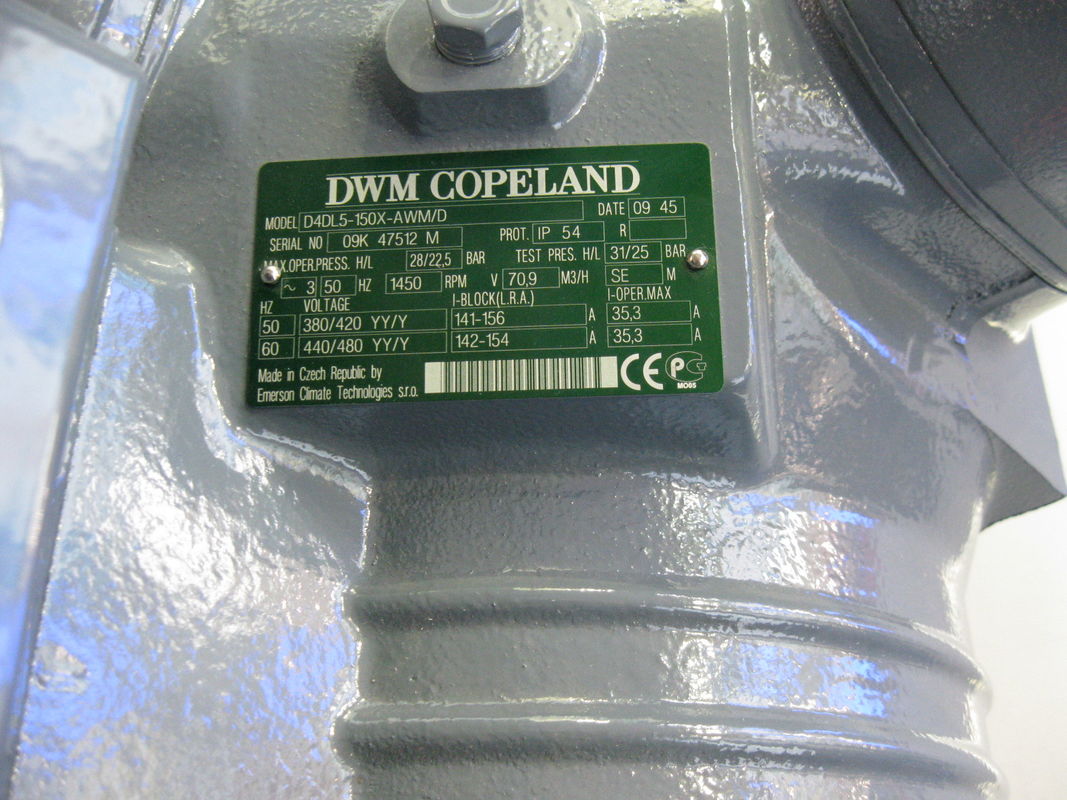 DWM COPELAND
MODEL D4DL5-150X-AWM/D DATE 09 45
SERIAL NO 09K 47512 M PROT. IP 54 R
MAX.OPER.PRESS. H/L 28/22,5 BAR TEST PRES. H/L 31/25 BAR
~ 3 50 HZ 1450 RPM V 70,9 M3/H SE M
HZ VOLTAGE I-BLOCK(L.R.A.) I-OPER.MAX
50 380/420 YY/Y 141-156 A 35,3 A
60 440/480 YY/Y 142-154 A 35,3 A
Made in Czech Republic by
Emerson Climate Technologies s.r.o.
CE PG
MO65